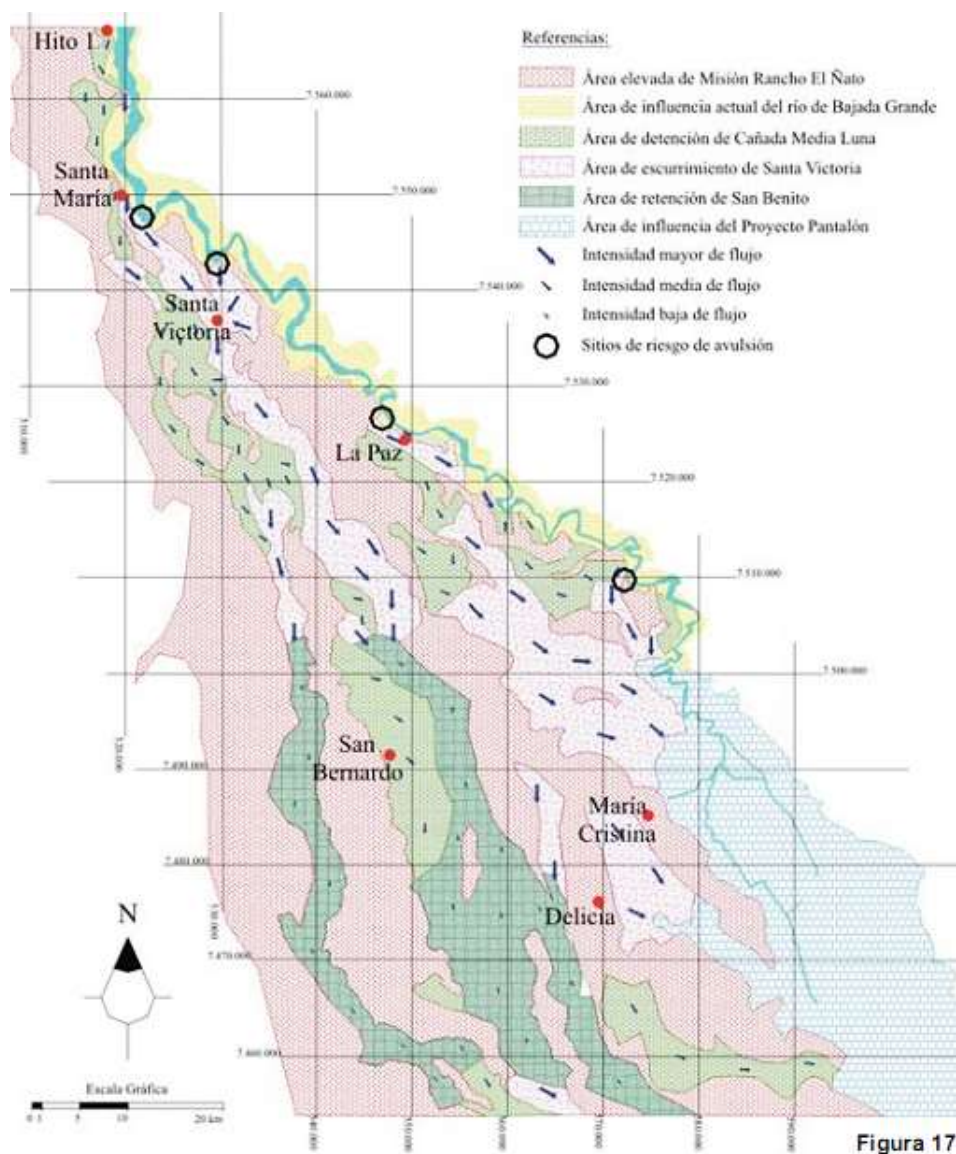 Hito 1
Referencias:
Área elevada de Misión Rancho El Ñato
Área de influencia actual del río de Bajada Grande
Área de detención de Cañada Media Luna
Área de escurrimiento de Santa Victoria
Área de retención de San Benito
Área de influencia del Proyecto Pantalón
Intensidad mayor de flujo
Intensidad media de flujo
Intensidad baja de flujo
Sitios de riesgo de avulsión
7.560.000
Santa
María
7.550.000
7.540.000
Santa
Victoria
7.530.000
La Paz
7.520.000
7.510.000
7.500.000
San
Bernardo
7.490.000
María
Cristina
7.480.000
Delicia
7.470.000
N
7.460.000
Escala Gráfica
5
10
20 km
Figura 17